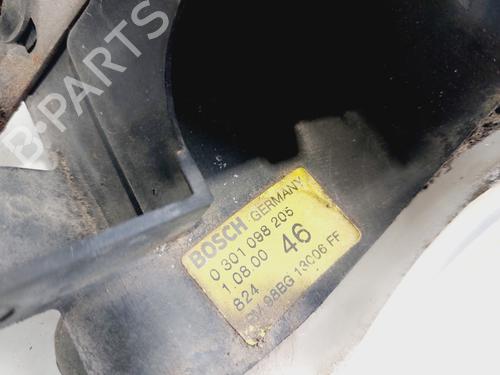 B-PARTS
BOSCH GERMANY
0 301 098 205
1.08.00 46
824
98BG 13006 FF